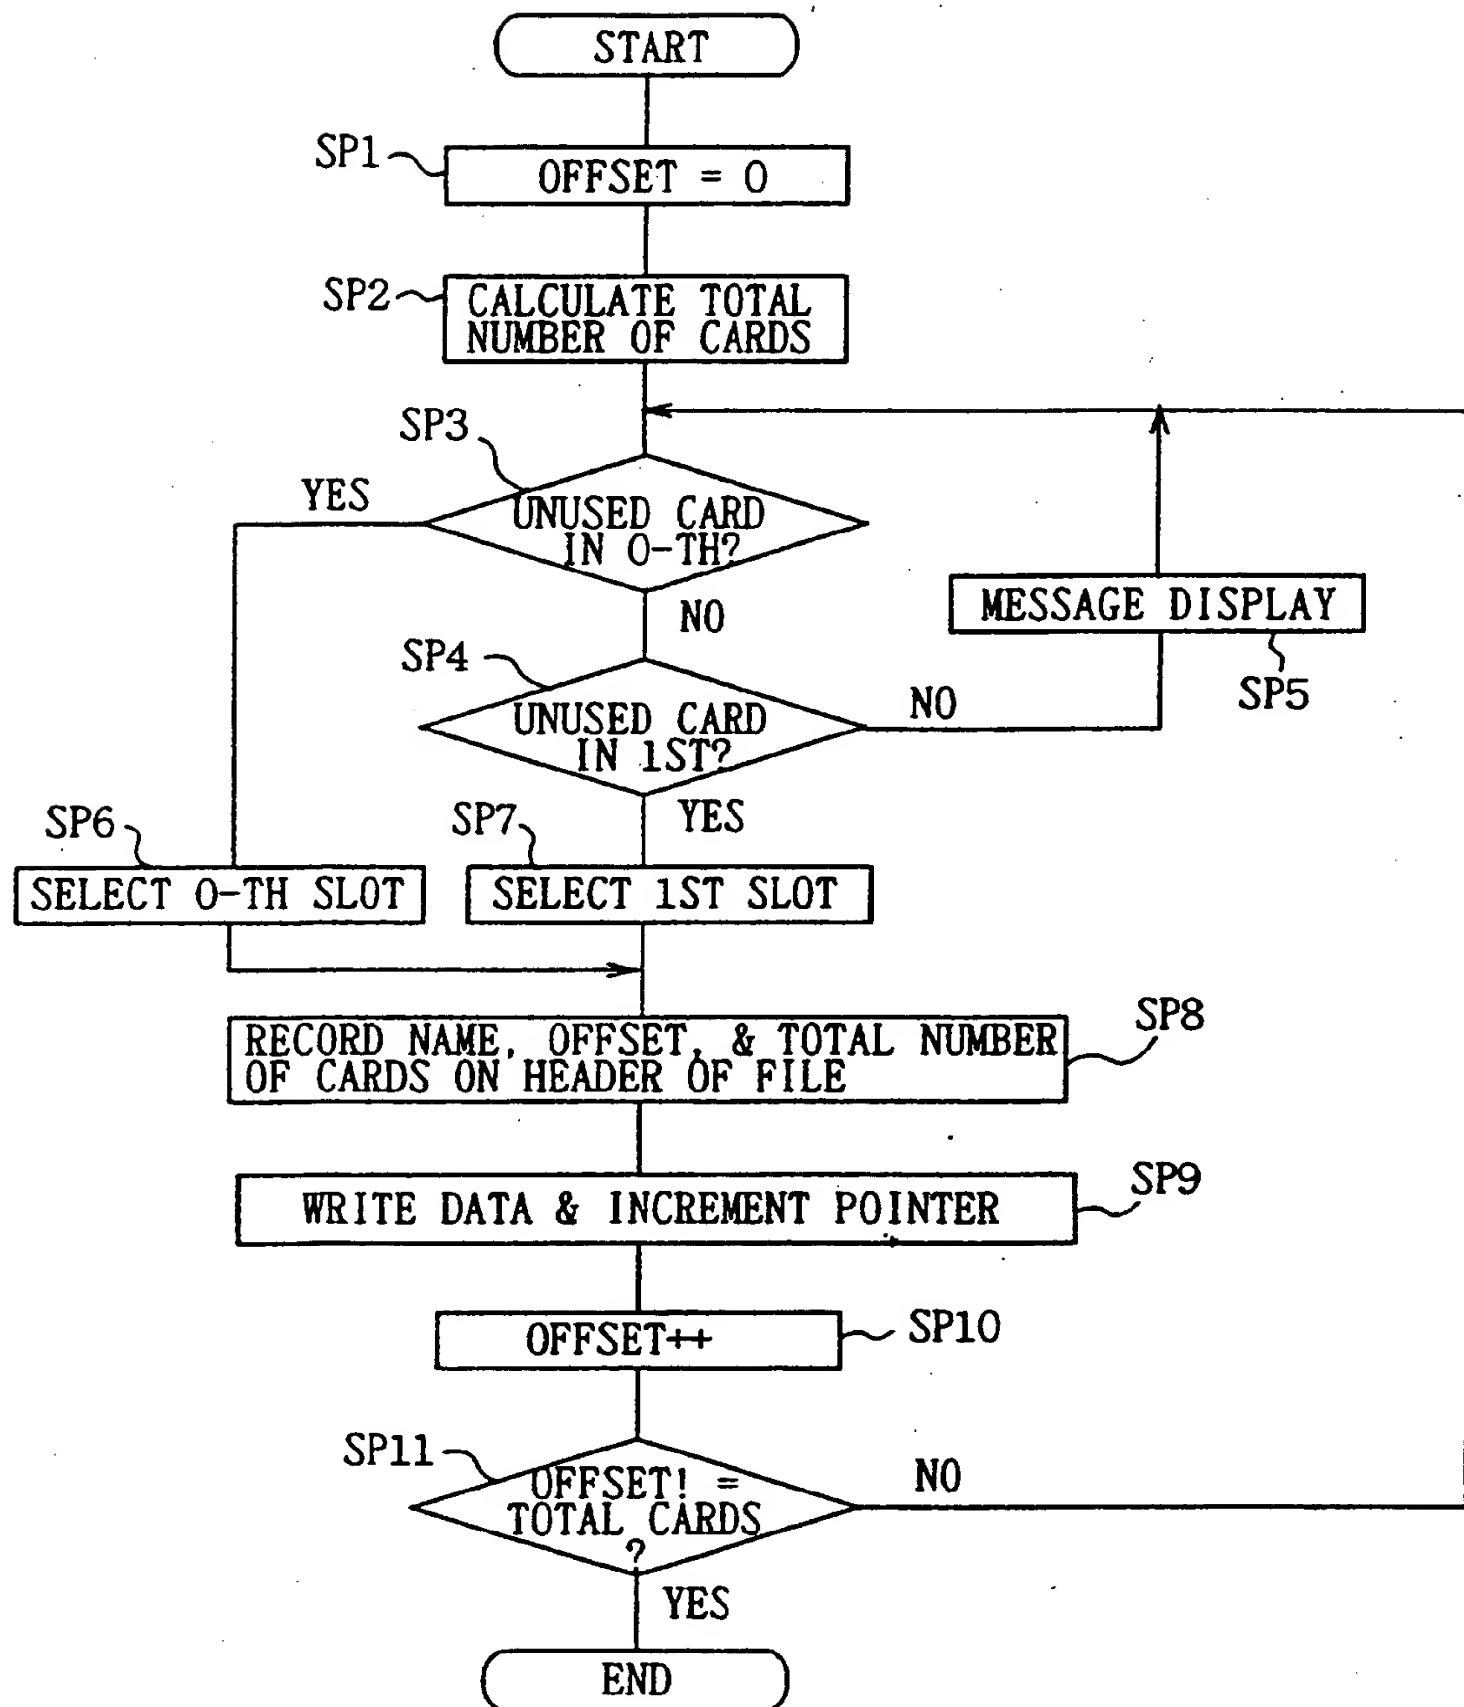 START
SP1
OFFSET = 0
SP2
CALCULATE TOTAL
NUMBER OF CARDS
SP3
YES
UNUSED CARD
IN 0-TH?
NO
MESSAGE DISPLAY
SP5
SP4
UNUSED CARD
IN 1ST?
NO
YES
SP6
SP7
SELECT 0-TH SLOT
SELECT 1ST SLOT
SP8
RECORD NAME, OFFSET, & TOTAL NUMBER
OF CARDS ON HEADER OF FILE
SP9
WRITE DATA & INCREMENT POINTER
OFFSET++
SP10
SP11
OFFSET! =
TOTAL CARDS
?
NO
YES
END